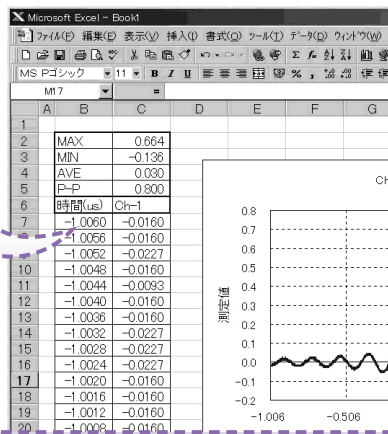 Microsoft Excel - Book1
ファイル(F) 編集(E) 表示(V) 挿入(I) 書式(O) ツール(T) データ(D) ウィンドウ(W)
MS Pゴシック 11 B I U % ,
M17 =
A B C D E F G
1
2 MAX 0.664
3 MIN -0.136
4 AVE 0.030
5 P-P 0.800
6 時間(us) Ch-1
7 -1.0060 -0.0160
-1.0056 -0.0160
-1.0052 -0.0227
10 -1.0048 -0.0160
11 -1.0044 -0.0093
12 -1.0040 -0.0160
13 -1.0036 -0.0160
14 -1.0032 -0.0227
15 -1.0028 -0.0227
16 -1.0024 -0.0227
17 -1.0020 -0.0160
18 -1.0016 -0.0160
19 -1.0012 -0.0160
20 -1.0008 -0.0160
Ch
測定値
0.8
0.7
0.6
0.5
0.4
0.3
0.2
0.1
0.0
-0.1
-0.2
-1.006 -0.506